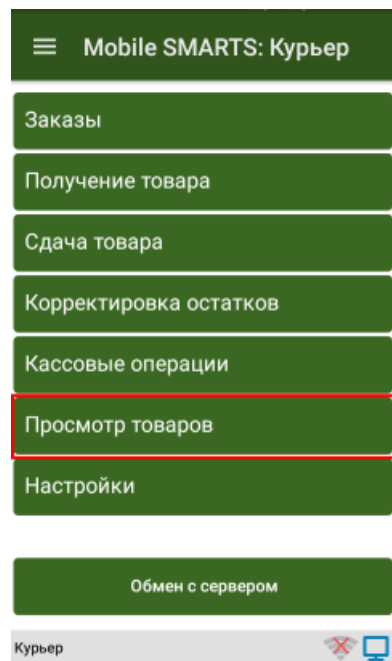 Mobile SMARTS: Курьер
Заказы
Получение товара
Сдача товара
Корректировка остатков
Кассовые операции
Просмотр товаров
Настройки
Обмен с сервером
Курьер